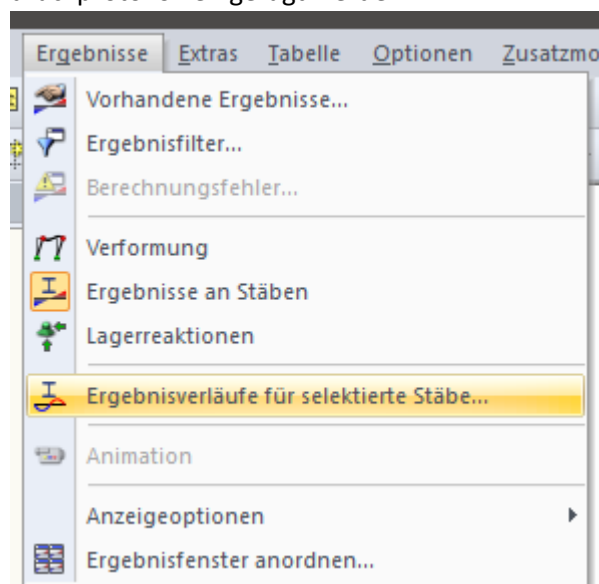 Ergebnisse Extras Tabelle Optionen Zusatzmo
Vorhandene Ergebnisse...
Ergebnisfilter...
Berechnungsfehler...
Verformung
Ergebnisse an Stäben
Lagerreaktionen
Ergebnisverläufe für selektierte Stäbe...
Animation
Anzeigeoptionen
Ergebnisfenster anordnen...